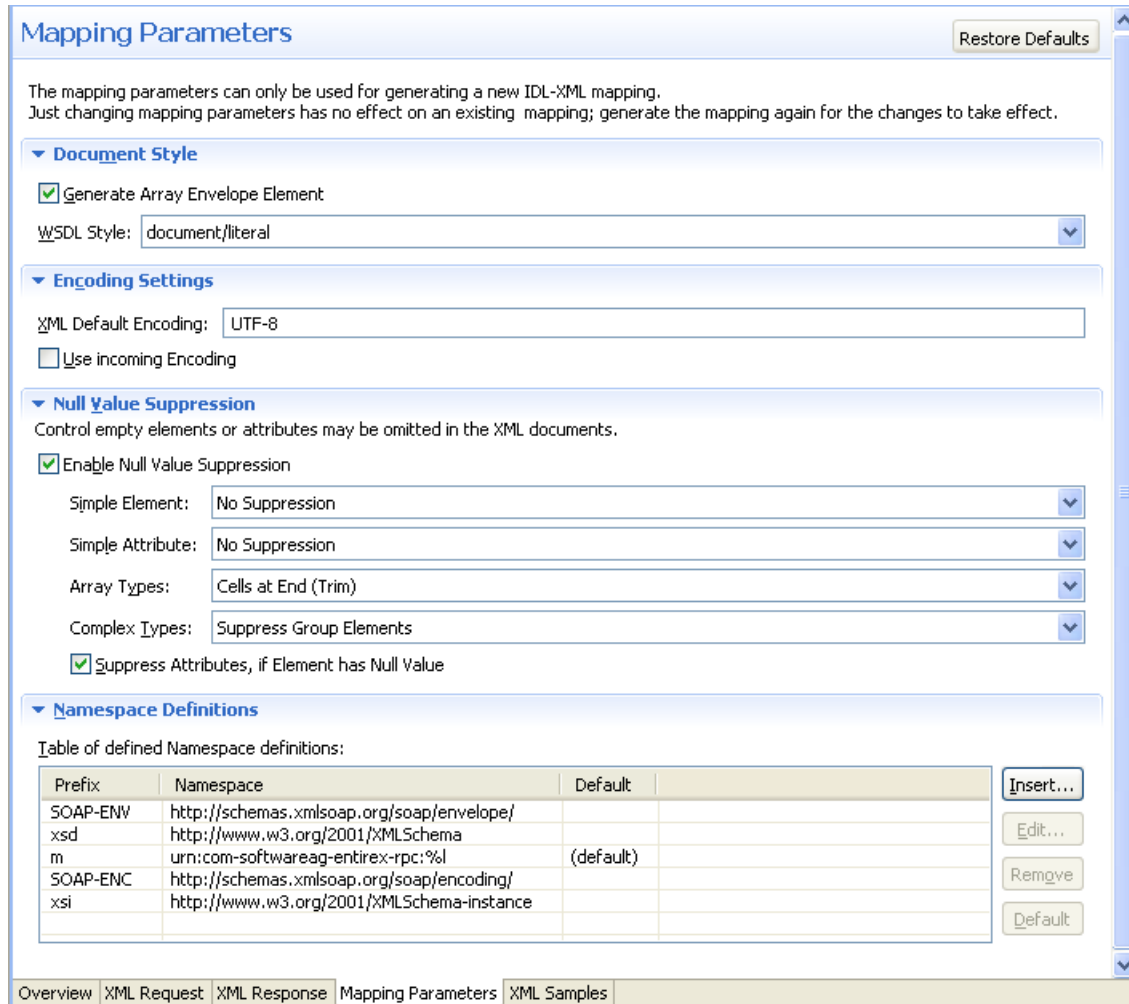 Mapping Parameters
Restore Defaults
The mapping parameters can only be used for generating a new IDL-XML mapping.
Just changing mapping parameters has no effect on an existing mapping; generate the mapping again for the changes to take effect.
Document Style
Generate Array Envelope Element
WSDL Style: document/literal
Encoding Settings
XML Default Encoding: UTF-8
Use incoming Encoding
Null Value Suppression
Control empty elements or attributes may be omitted in the XML documents.
Enable Null Value Suppression
Simple Element: No Suppression
Simple Attribute: No Suppression
Array Types: Cells at End (Trim)
Complex Types: Suppress Group Elements
Suppress Attributes, if Element has Null Value
Namespace Definitions
Table of defined Namespace definitions:
Prefix Namespace Default
SOAP-ENV http://schemas.xmlsoap.org/soap/envelope/
xsd http://www.w3.org/2001/XMLSchema
m urn:com-softwareag-entirex-rpc:%l (default)
SOAP-ENC http://schemas.xmlsoap.org/soap/encoding/
xsi http://www.w3.org/2001/XMLSchema-instance
Insert...
Edit...
Remove
Default
Overview XML Request XML Response Mapping Parameters XML Samples